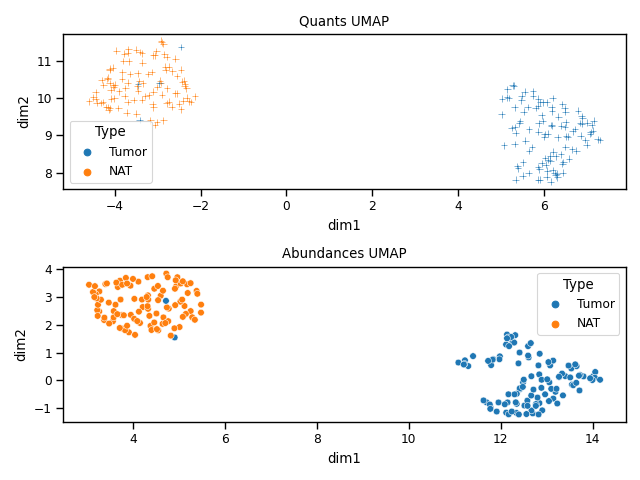 Quants UMAP
dim2
11
10
9
8
Type
Tumor
NAT
−4
−2
0
2
4
6
dim1
Abundances UMAP
dim2
4
3
2
1
0
−1
Type
Tumor
NAT
4
6
8
10
12
14
dim1